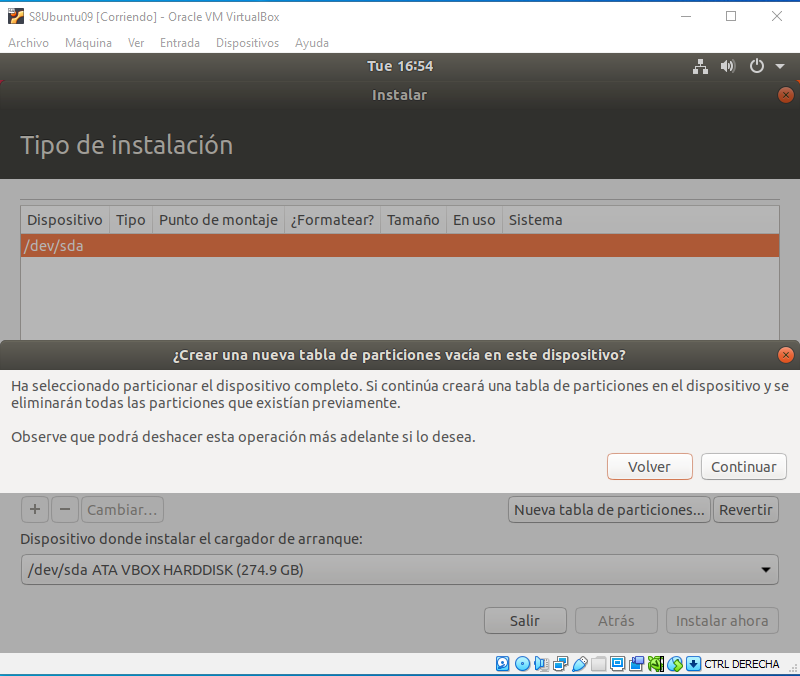 S8Ubuntu09 [Corriendo] - Oracle VM VirtualBox
Archivo Máquina Ver Entrada Dispositivos Ayuda
Tue 16:54
Instalar
Tipo de instalación
Dispositivo Tipo Punto de montaje ¿Formatear? Tamaño En uso Sistema
/dev/sda
¿Crear una nueva tabla de particiones vacía en este dispositivo?
Ha seleccionado particionar el dispositivo completo. Si continúa creará una tabla de particiones en el dispositivo y se
eliminarán todas las particiones que existían previamente.
Observe que podrá deshacer esta operación más adelante si lo desea.
Volver Continuar
+ − Cambiar... Nueva tabla de particiones... Revertir
Dispositivo donde instalar el cargador de arranque:
/dev/sda ATA VBOX HARDDISK (274.9 GB)
Salir Atrás Instalar ahora
CTRL DERECHA